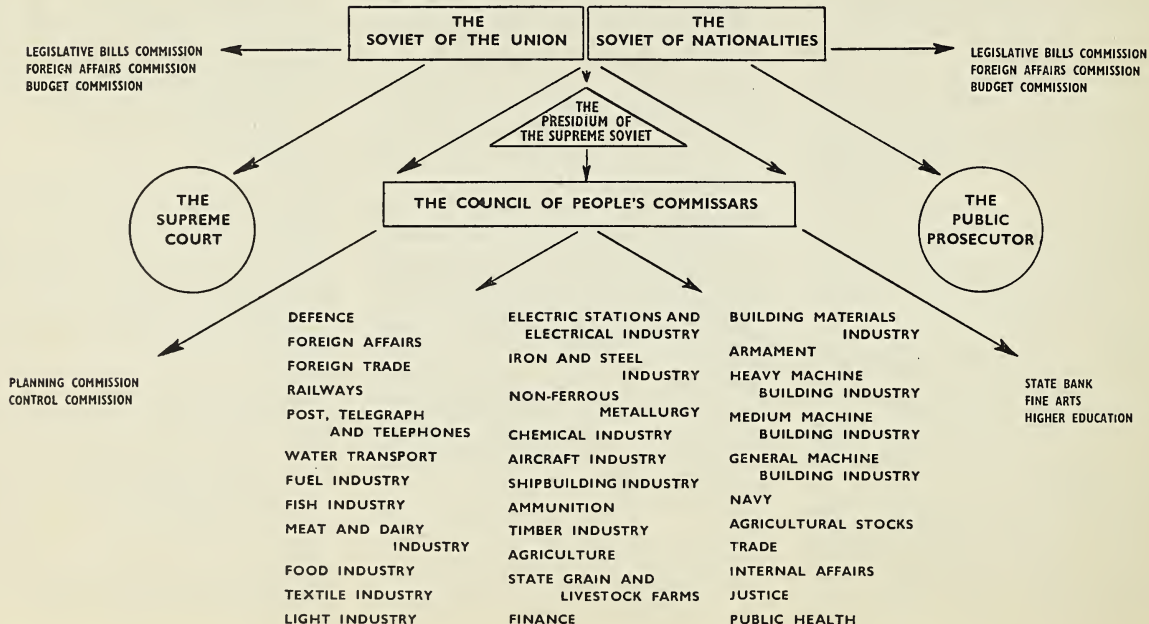 THE
SOVIET OF THE UNION
THE
SOVIET OF NATIONALITIES
LEGISLATIVE BILLS COMMISSION
FOREIGN AFFAIRS COMMISSION
BUDGET COMMISSION
LEGISLATIVE BILLS COMMISSION
FOREIGN AFFAIRS COMMISSION
BUDGET COMMISSION
THE
PRESIDIUM OF
THE SUPREME SOVIET
THE
SUPREME
COURT
THE COUNCIL OF PEOPLE'S COMMISSARS
THE
PUBLIC
PROSECUTOR
PLANNING COMMISSION
CONTROL COMMISSION
DEFENCE
FOREIGN AFFAIRS
FOREIGN TRADE
RAILWAYS
POST, TELEGRAPH
AND TELEPHONES
WATER TRANSPORT
FUEL INDUSTRY
FISH INDUSTRY
MEAT AND DAIRY
INDUSTRY
FOOD INDUSTRY
TEXTILE INDUSTRY
LIGHT INDUSTRY
ELECTRIC STATIONS AND
ELECTRICAL INDUSTRY
IRON AND STEEL
INDUSTRY
NON-FERROUS
METALLURGY
CHEMICAL INDUSTRY
AIRCRAFT INDUSTRY
SHIPBUILDING INDUSTRY
AMMUNITION
TIMBER INDUSTRY
AGRICULTURE
STATE GRAIN AND
LIVESTOCK FARMS
FINANCE
BUILDING MATERIALS
INDUSTRY
ARMAMENT
HEAVY MACHINE
BUILDING INDUSTRY
MEDIUM MACHINE
BUILDING INDUSTRY
GENERAL MACHINE
BUILDING INDUSTRY
NAVY
AGRICULTURAL STOCKS
TRADE
INTERNAL AFFAIRS
JUSTICE
PUBLIC HEALTH
STATE BANK
FINE ARTS
HIGHER EDUCATION